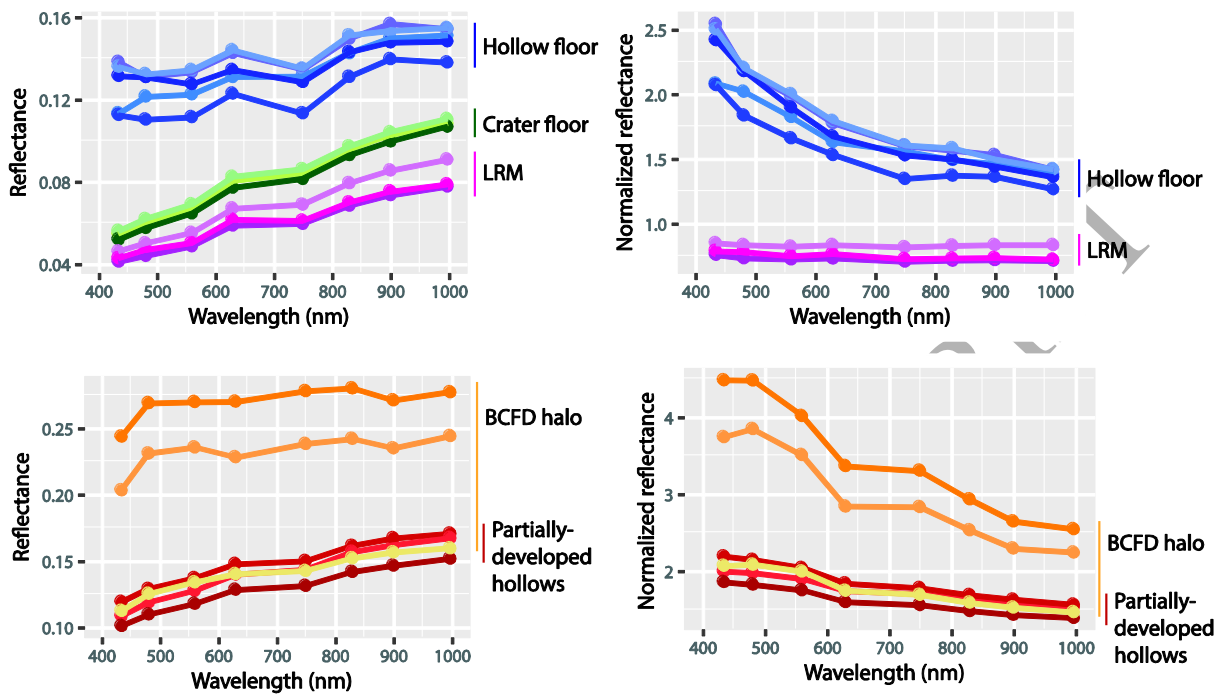 0.16
0.12
0.08
0.04
Reflectance
400 500 600 700 800 900 1000
Wavelength (nm)
Hollow floor
Crater floor
LRM
2.5
2.0
1.5
1.0
Normalized reflectance
400 500 600 700 800 900 1000
Wavelength (nm)
Hollow floor
LRM
0.25
0.20
0.15
0.10
Reflectance
400 500 600 700 800 900 1000
Wavelength (nm)
BCFD halo
Partially-
developed
hollows
4
3
2
Normalized reflectance
400 500 600 700 800 900 1000
Wavelength (nm)
BCFD halo
Partially-
developed
hollows